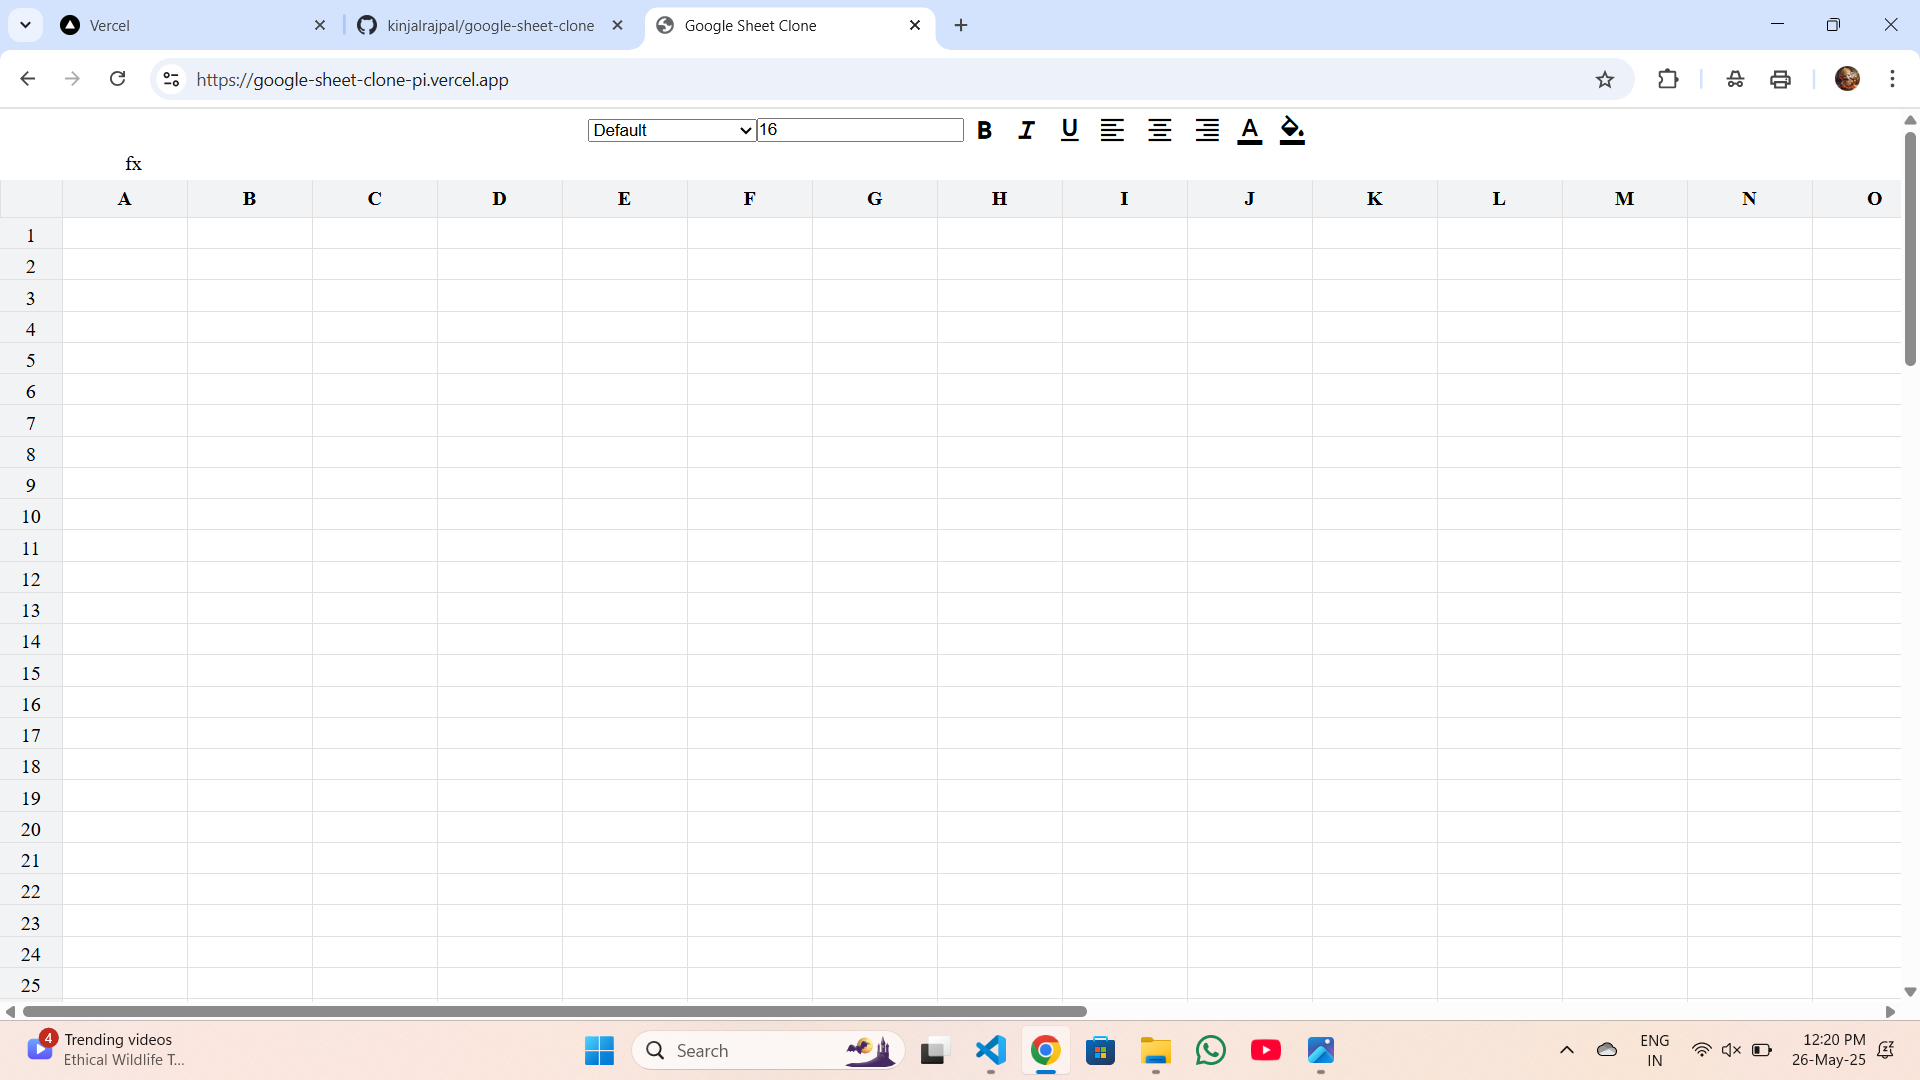 Vercel
kinjalrajpal/google-sheet-clone
Google Sheet Clone
https://google-sheet-clone-pi.vercel.app
Default
16
B I U A
fx
A B C D E F G H I J K L M N O
1
2
3
4
5
6
7
8
9
10
11
12
13
14
15
16
17
18
19
20
21
22
23
24
25
4
Trending videos
Ethical Wildlife T...
Search
ENG
IN
12:20 PM
26-May-25